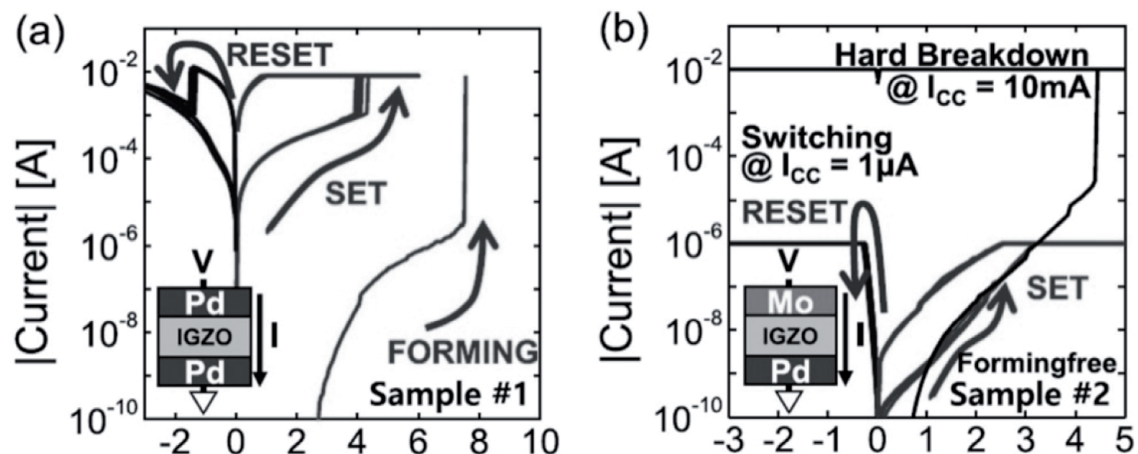 (a)
RESET
SET
FORMING
V
Pd
IGZO
Pd
I
Sample #1
|Current| [A]
10-2
10-4
10-6
10-8
10-10
-2 0 2 4 6 8 10
(b)
Hard Breakdown
@ ICC = 10mA
Switching
@ ICC = 1µA
RESET
SET
V
Mo
IGZO
Pd
I
Formingfree
Sample #2
|Current| [A]
10-2
10-4
10-6
10-8
10-10
-3 -2 -1 0 1 2 3 4 5